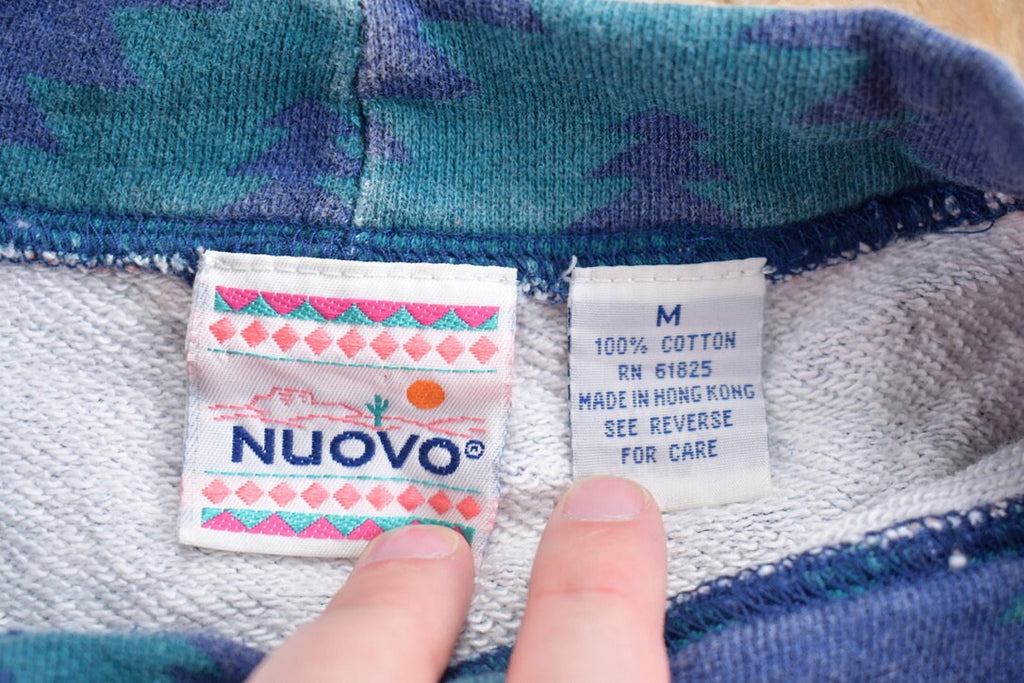 NUOVO®
M
100% COTTON
RN 61825
MADE IN HONG KONG
SEE REVERSE
FOR CARE